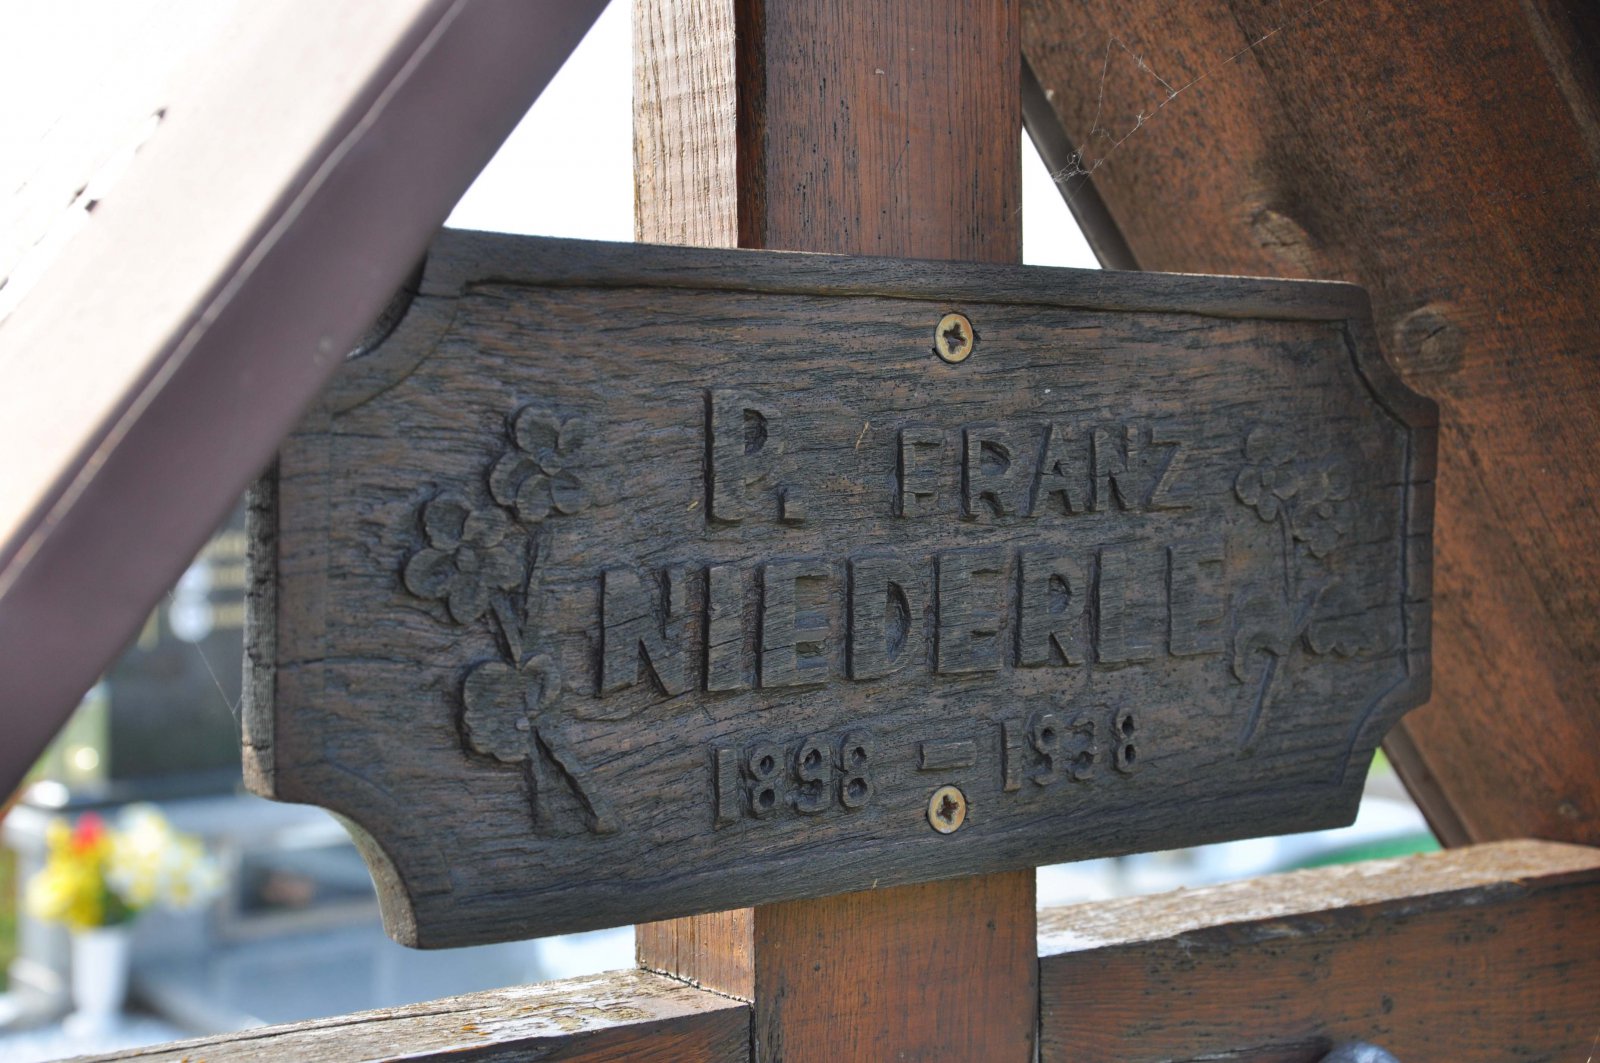 P. FRANZ
NIEDERLE
1898 - 1938